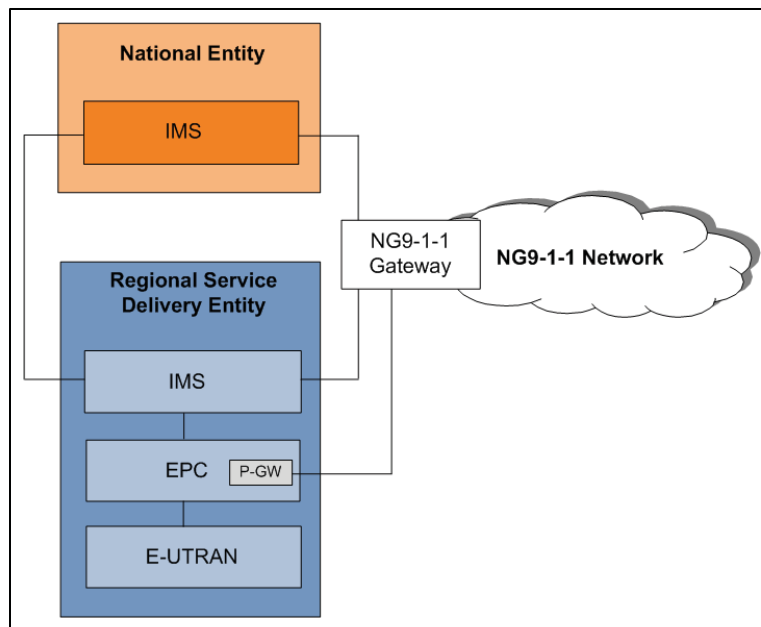 National Entity
IMS
NG9-1-1
Gateway
NG9-1-1 Network
Regional Service
Delivery Entity
IMS
EPC
P-GW
E-UTRAN